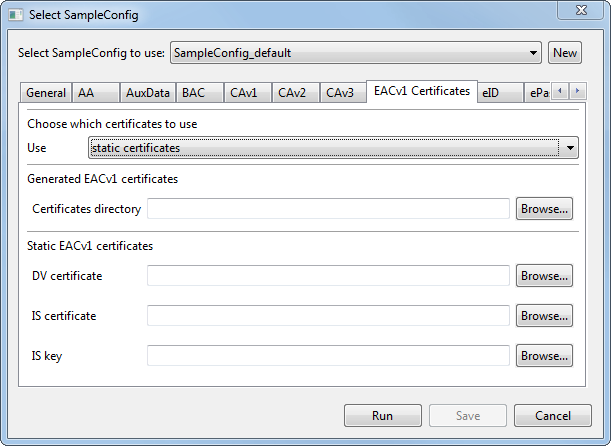 Select SampleConfig
Select SampleConfig to use: SampleConfig_default New
General AA AuxData BAC CAv1 CAv2 CAv3 EACv1 Certificates eID ePa
Choose which certificates to use
Use static certificates
Generated EACv1 certificates
Certificates directory Browse...
Static EACv1 certificates
DV certificate Browse...
IS certificate Browse...
IS key Browse...
Run Save Cancel